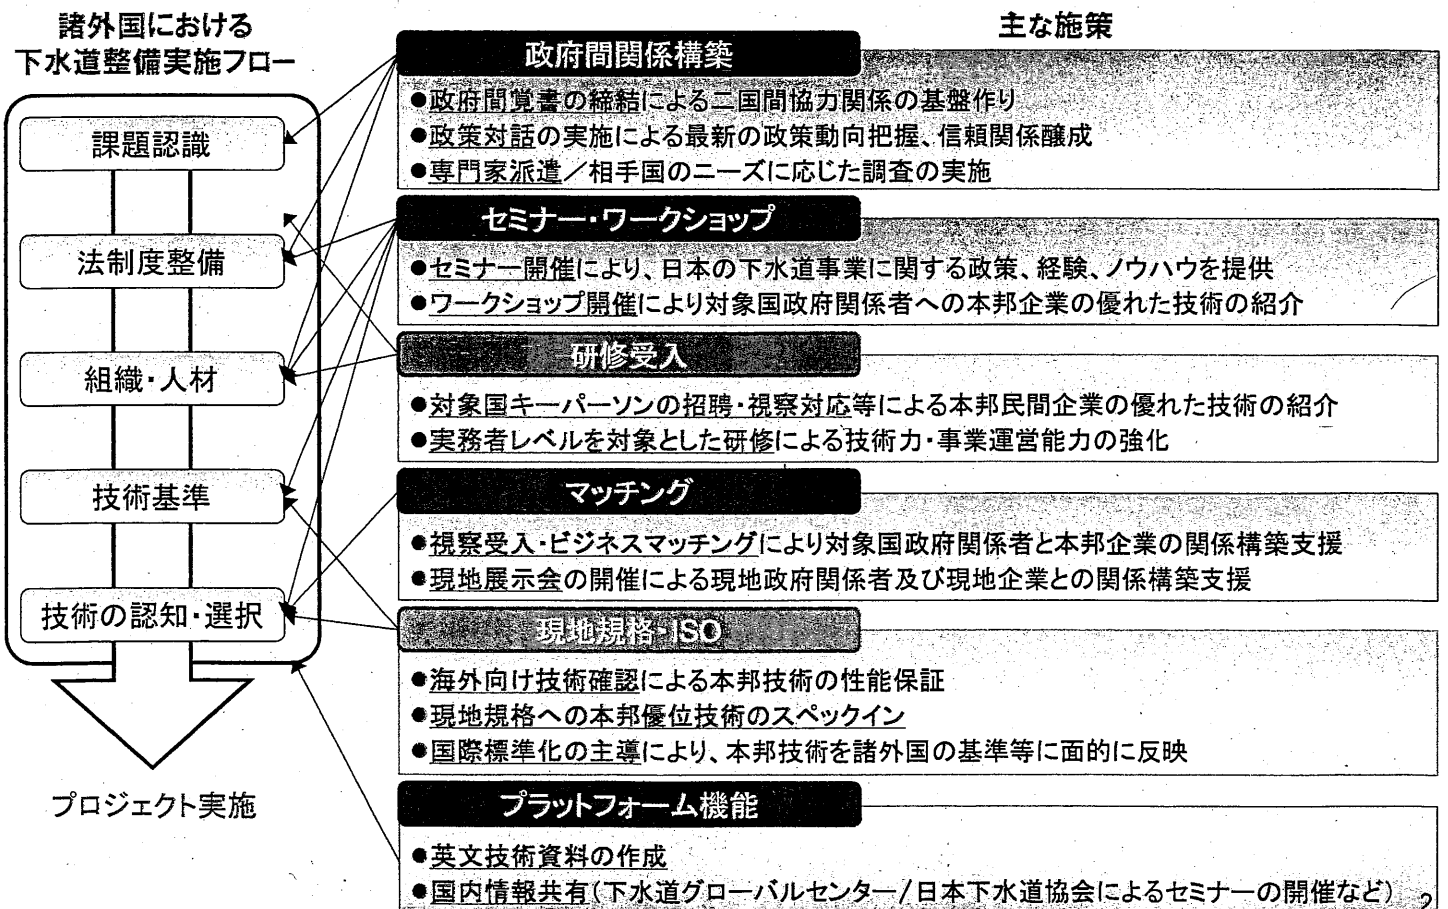 諸外国における
下水道整備実施フロー
課題認識
法制度整備
組織・人材
技術基準
技術の認知・選択
プロジェクト実施
主な施策
政府間関係構築
●政府間覚書の締結による二国間協力関係の基盤作り
●政策対話の実施による最新の政策動向把握、信頼関係醸成
●専門家派遣／相手国のニーズに応じた調査の実施
セミナー・ワークショップ
●セミナー開催により、日本の下水道事業に関する政策、経験、ノウハウを提供
●ワークショップ開催により対象国政府関係者への本邦企業の優れた技術の紹介
研修受入
●対象国キーパーソンの招聘・視察対応等による本邦民間企業の優れた技術の紹介
●実務者レベルを対象とした研修による技術力・事業運営能力の強化
マッチング
●視察受入・ビジネスマッチングにより対象国政府関係者と本邦企業の関係構築支援
●現地展示会の開催による現地政府関係者及び現地企業との関係構築支援
現地規格・ISO
●海外向け技術確認による本邦技術の性能保証
●現地規格への本邦優位技術のスペックイン
●国際標準化の主導により、本邦技術を諸外国の基準等に面的に反映
プラットフォーム機能
●英文技術資料の作成
●国内情報共有(下水道グローバルセンター/日本下水道協会によるセミナーの開催など)
2